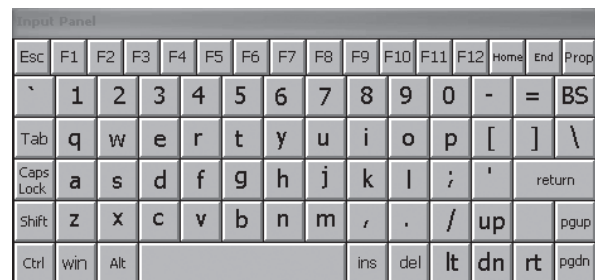 Input Panel
Esc F1 F2 F3 F4 F5 F6 F7 F8 F9 F10 F11 F12 Home End Prop
` 1 2 3 4 5 6 7 8 9 0 - = BS
Tab q w e r t y u i o p [ ] \
Caps Lock a s d f g h j k l ; ' return
Shift z x c v b n m , . / up pgup
Ctrl win Alt ins del lt dn rt pgdn